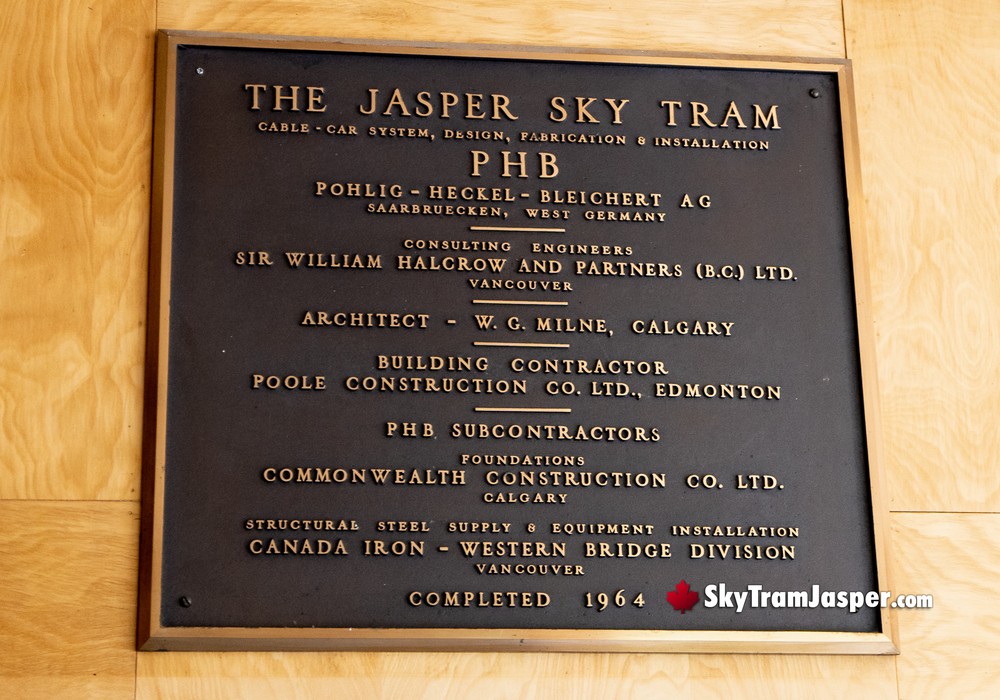 THE JASPER SKY TRAM
CABLE-CAR SYSTEM, DESIGN, FABRICATION & INSTALLATION
PHB
POHLIG-HECKEL-BLEICHERT AG
SAARBRUECKEN, WEST GERMANY
CONSULTING ENGINEERS
SIR WILLIAM HALCROW AND PARTNERS (B.C.) LTD.
VANCOUVER
ARCHITECT - W. G. MILNE, CALGARY
BUILDING CONTRACTOR
POOLE CONSTRUCTION CO. LTD., EDMONTON
PHB SUBCONTRACTORS
FOUNDATIONS
COMMONWEALTH CONSTRUCTION CO. LTD.
CALGARY
STRUCTURAL STEEL SUPPLY & EQUIPMENT INSTALLATION
CANADA IRON - WESTERN BRIDGE DIVISION
VANCOUVER
COMPLETED 1964
SkyTramJasper.com